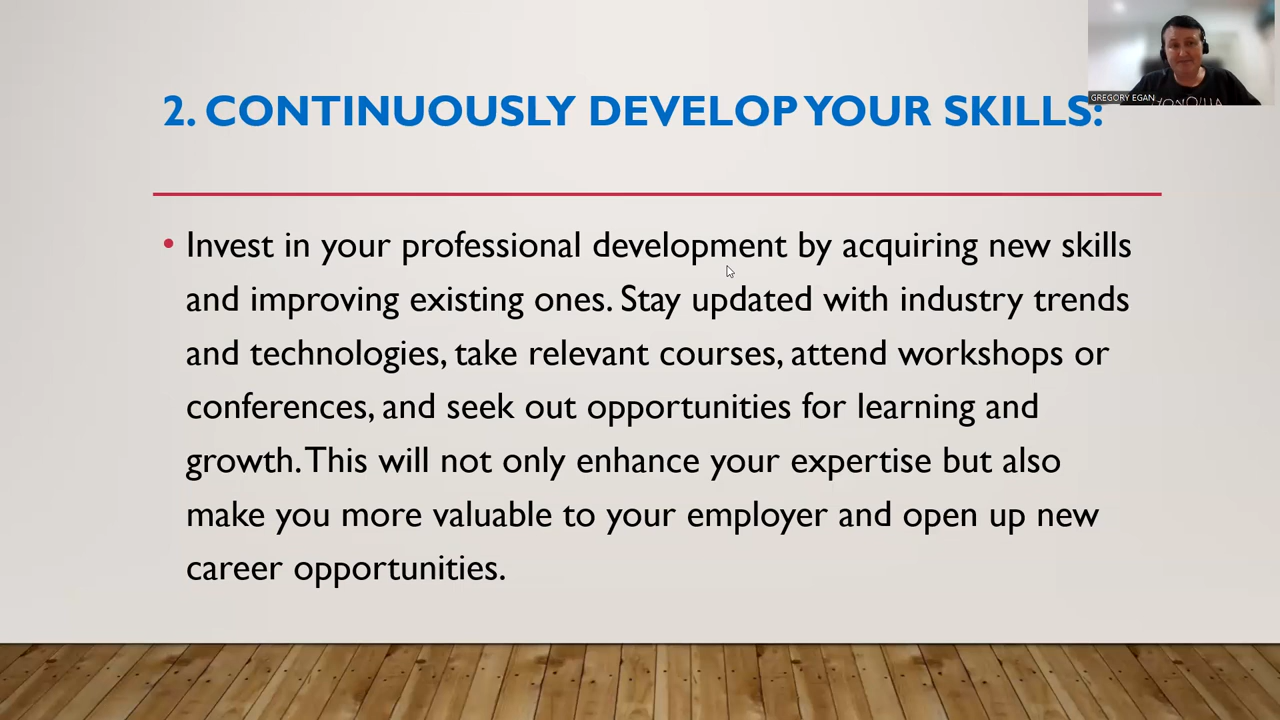 2. CONTINUOUSLY DEVELOP YOUR SKILLS:
GREGORY EGAN
• Invest in your professional development by acquiring new skills
and improving existing ones. Stay updated with industry trends
and technologies, take relevant courses, attend workshops or
conferences, and seek out opportunities for learning and
growth. This will not only enhance your expertise but also
make you more valuable to your employer and open up new
career opportunities.